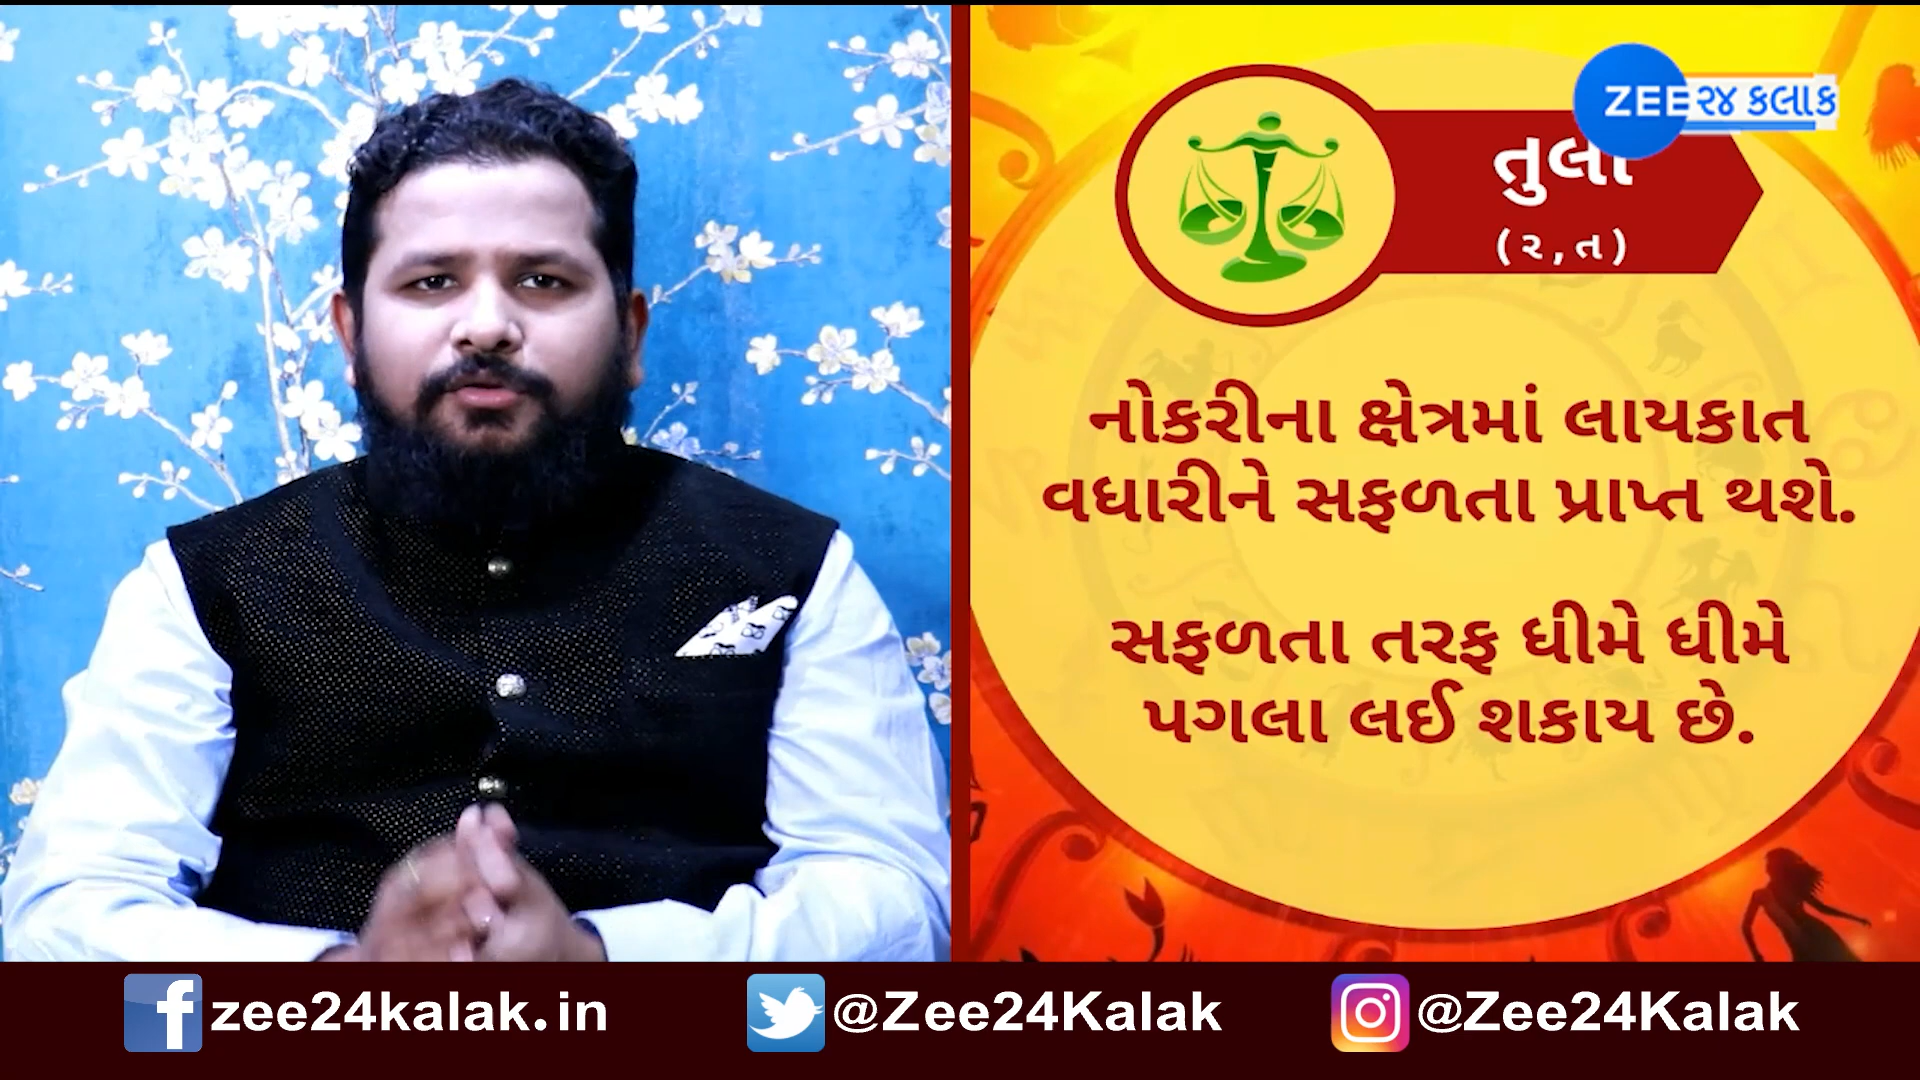 ZEE ૨૪ કલાક
તુલા
(ર,ત)
નોકરીના ક્ષેત્રમાં લાયકાત
વધારીને સફળતા પ્રાપ્ત થશે.
સફળતા તરફ ધીમે ધીમે
પગલા લઈ શકાય છે.
zee24kalak.in
@Zee24Kalak
@Zee24Kalak